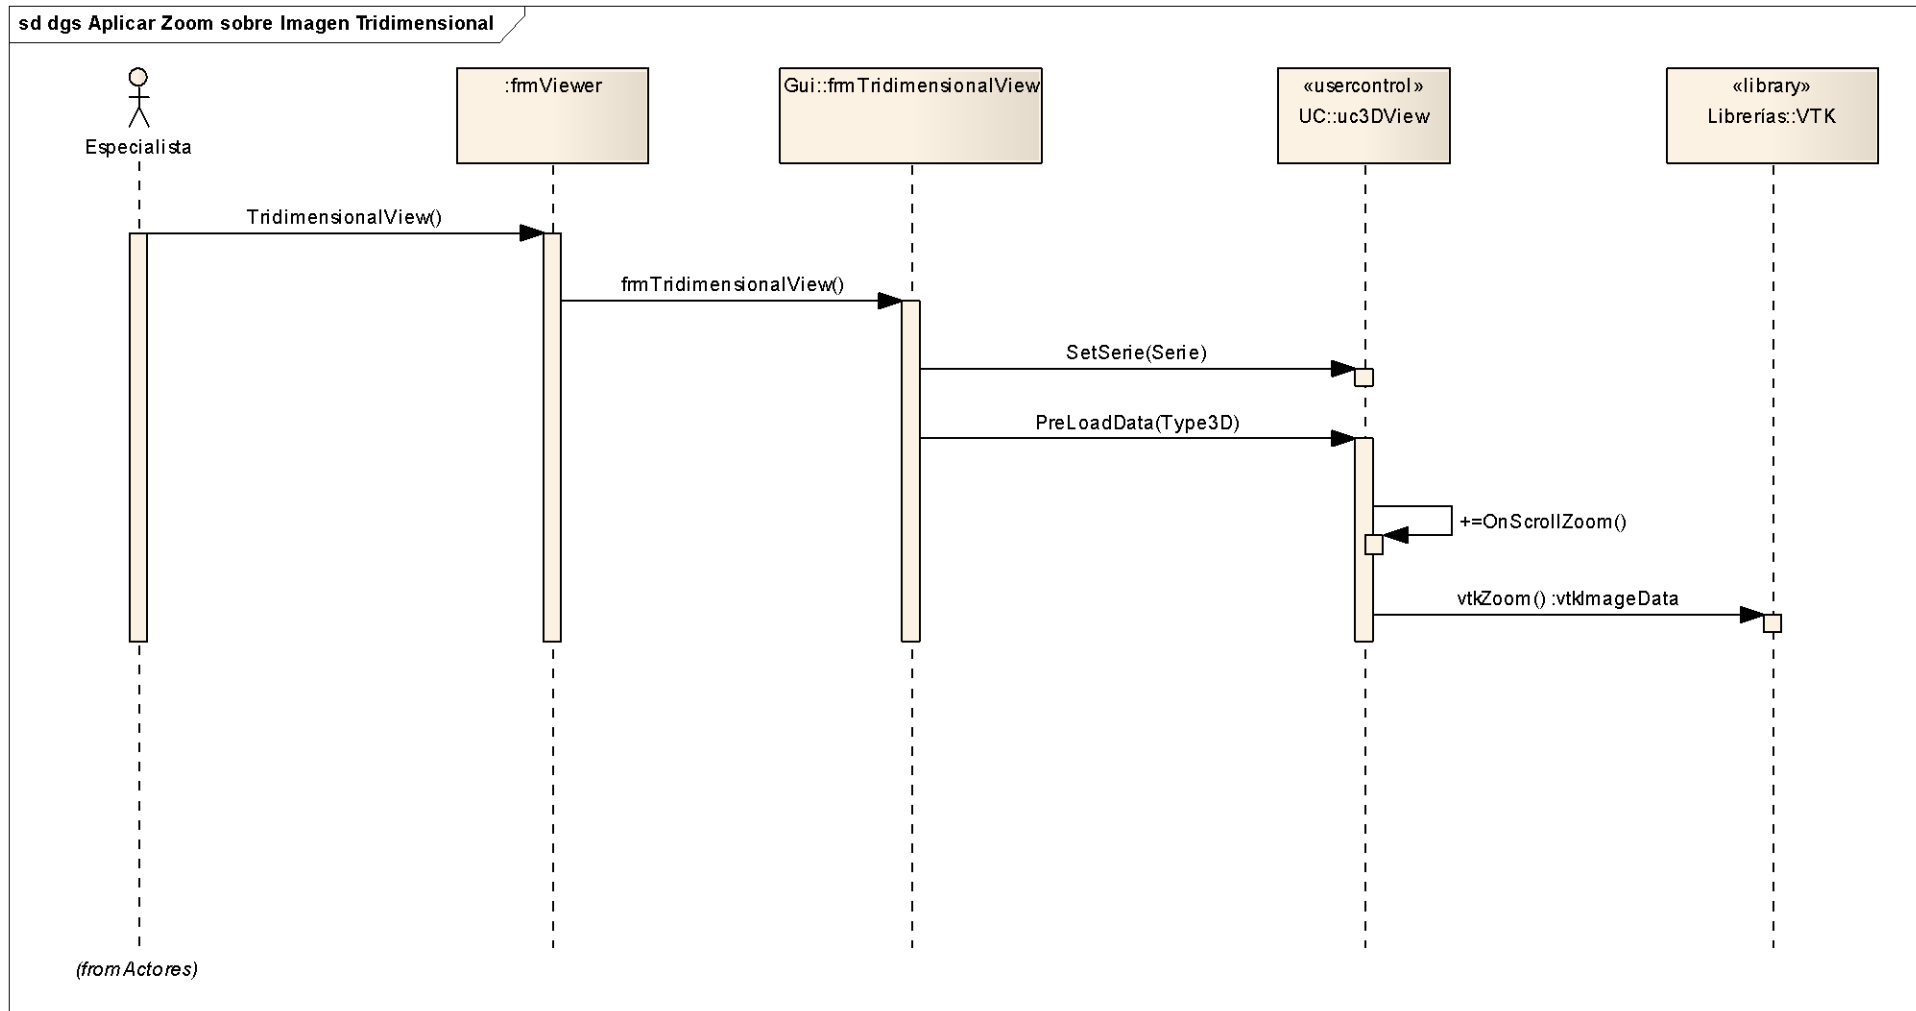 sd dgs Aplicar Zoom sobre Imagen Tridimensional
Especialista
:frmViewer
Gui::frmTridimensionalView
«usercontrol»
UC::uc3DView
«library»
Librerías::VTK
TridimensionalView()
frmTridimensionalView()
SetSerie(Serie)
PreLoadData(Type3D)
+=OnScrollZoom()
vtkZoom() :vtkImageData
(from Actores)